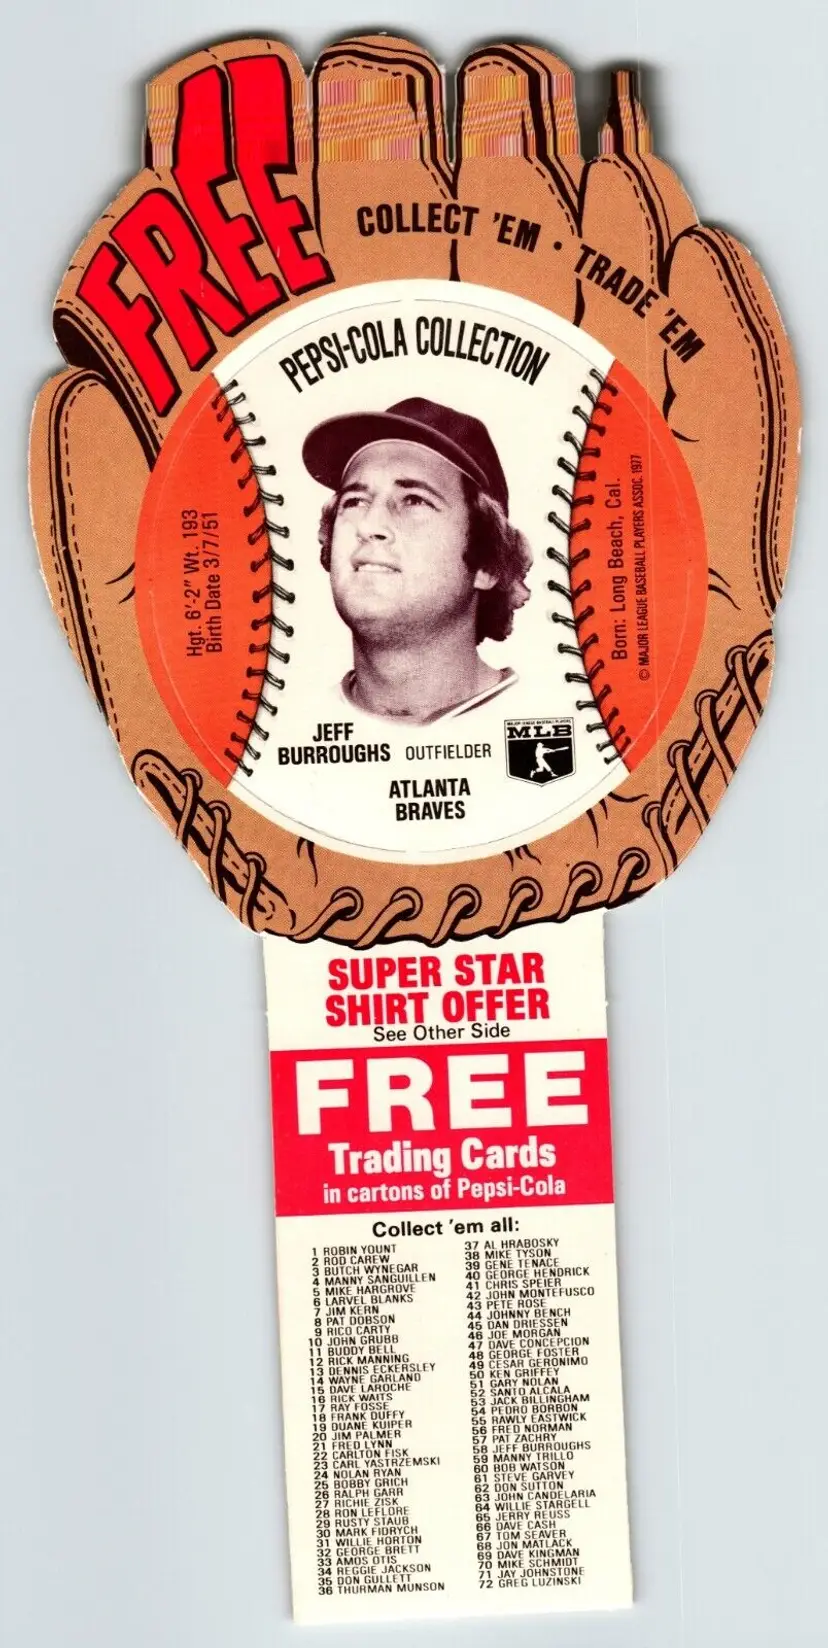 FREE
COLLECT 'EM • TRADE 'EM
PEPSI-COLA COLLECTION
Hgt. 6'-2" Wt. 193
Birth Date 3/7/51
Born: Long Beach, Cal.
© MAJOR LEAGUE BASEBALL PLAYERS ASSOC. 1977
JEFF
BURROUGHS OUTFIELDER
MAJOR LEAGUE BASEBALL PLAYERS
MLB
ATLANTA
BRAVES
SUPER STAR
SHIRT OFFER
See Other Side
FREE
Trading Cards
in cartons of Pepsi-Cola
Collect 'em all:
1 ROBIN YOUNT
2 ROD CAREW
3 BUTCH WYNEGAR
4 MANNY SANGUILLEN
5 MIKE HARGROVE
6 LARVEL BLANKS
7 JIM KERN
8 PAT DOBSON
9 RICO CARTY
10 JOHN GRUBB
11 BUDDY BELL
12 RICK MANNING
13 DENNIS ECKERSLEY
14 WAYNE GARLAND
15 DAVE LAROCHE
16 RICK WAITS
17 RAY FOSSE
18 FRANK DUFFY
19 DUANE KUIPER
20 JIM PALMER
21 FRED LYNN
22 CARLTON FISK
23 CARL YASTRZEMSKI
24 NOLAN RYAN
25 BOBBY GRICH
26 RALPH GARR
27 RICHIE ZISK
28 RON LEFLORE
29 RUSTY STAUB
30 MARK FIDRYCH
31 WILLIE HORTON
32 GEORGE BRETT
33 AMOS OTIS
34 REGGIE JACKSON
35 DON GULLETT
36 THURMAN MUNSON
37 AL HRABOSKY
38 MIKE TYSON
39 GENE TENACE
40 GEORGE HENDRICK
41 CHRIS SPEIER
42 JOHN MONTEFUSCO
43 PETE ROSE
44 JOHNNY BENCH
45 DAN DRIESSEN
46 JOE MORGAN
47 DAVE CONCEPCION
48 GEORGE FOSTER
49 CESAR GERONIMO
50 KEN GRIFFEY
51 GARY NOLAN
52 SANTO ALCALA
53 JACK BILLINGHAM
54 PEDRO BORBON
55 RAWLY EASTWICK
56 FRED NORMAN
57 PAT ZACHRY
58 JEFF BURROUGHS
59 MANNY TRILLO
60 BOB WATSON
61 STEVE GARVEY
62 DON SUTTON
63 JOHN CANDELARIA
64 WILLIE STARGELL
65 JERRY REUSS
66 DAVE CASH
67 TOM SEAVER
68 JON MATLACK
69 DAVE KINGMAN
70 MIKE SCHMIDT
71 JAY JOHNSTONE
72 GREG LUZINSKI